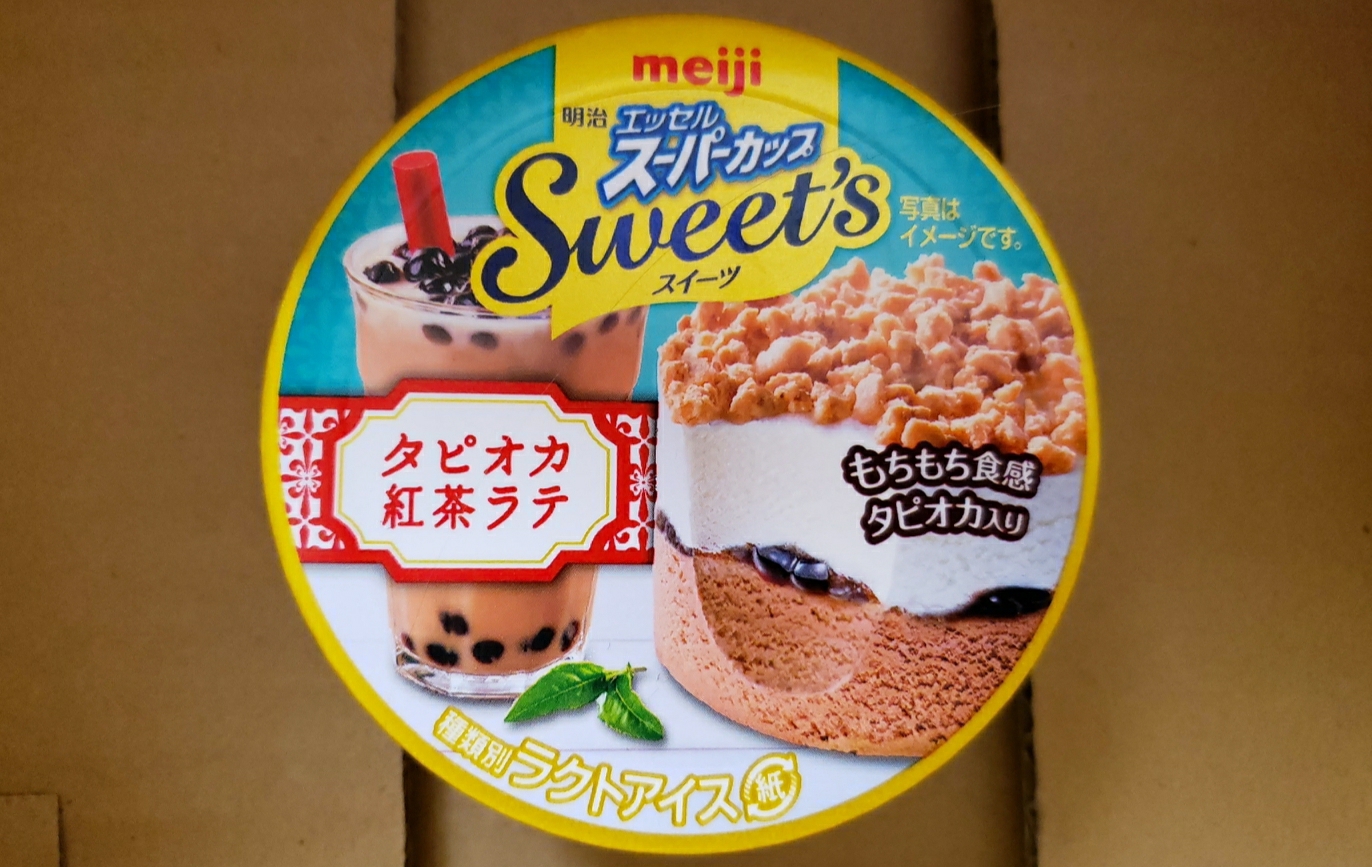 meiji
明治 エッセル
スーパーカップ
Sweet's
スイーツ
写真は
イメージです。
タピオカ
紅茶ラテ
もちもち食感
タピオカ入り
種類別 ラクトアイス 紙